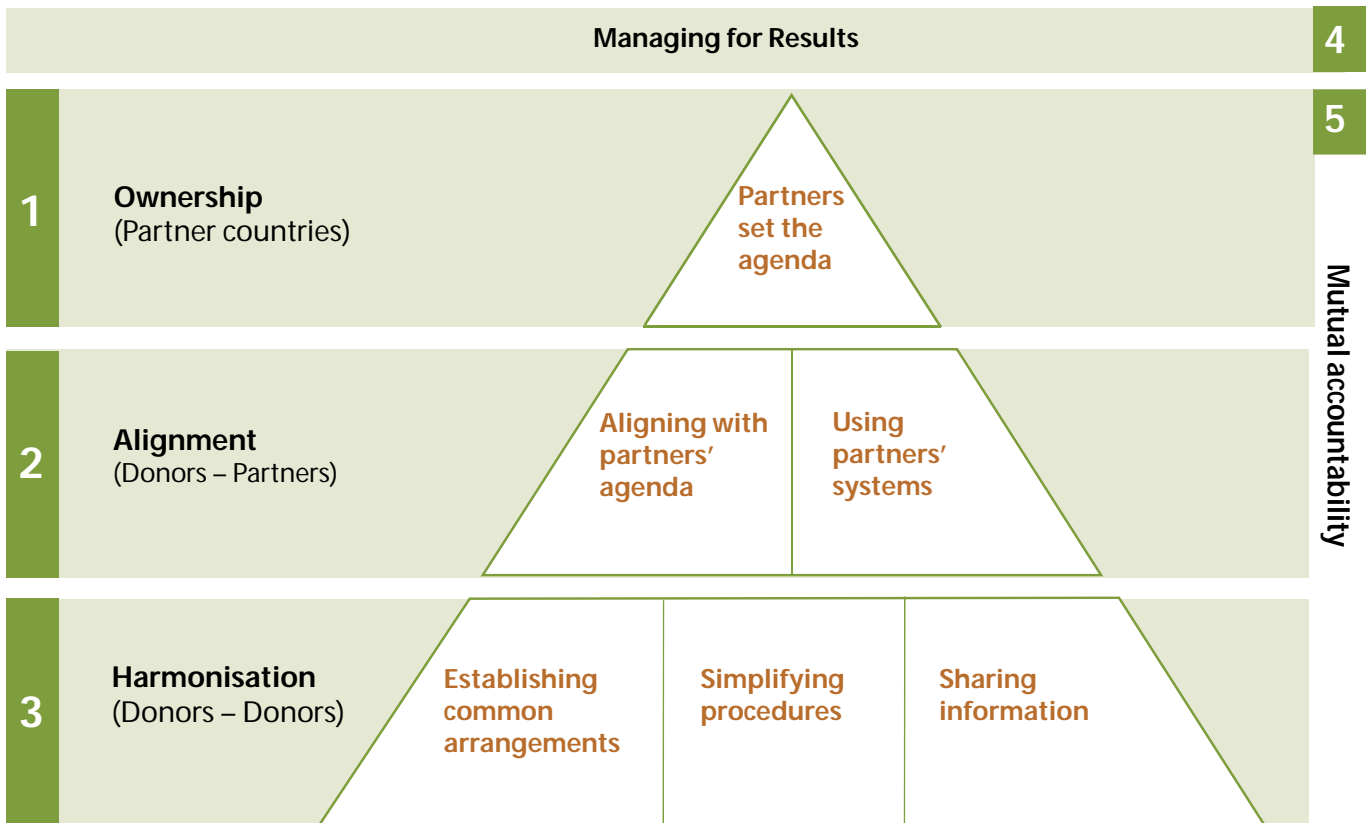 Managing for Results
4
5
Mutual accountability
1
Ownership
(Partner countries)
Partners
set the
agenda
2
Alignment
(Donors – Partners)
Aligning with
partners’
agenda
Using
partners’
systems
3
Harmonisation
(Donors – Donors)
Establishing
common
arrangements
Simplifying
procedures
Sharing
information